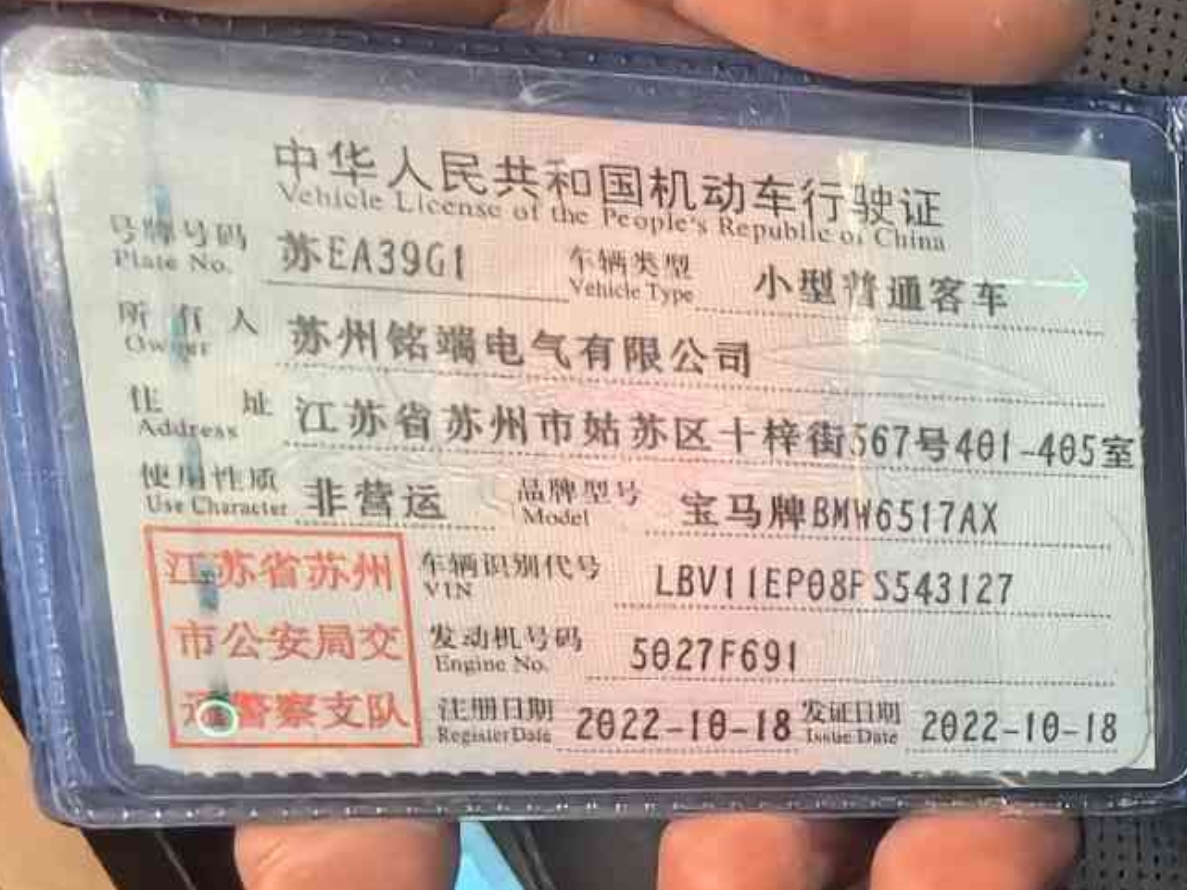 中华人民共和国机动车行驶证
Vehicle License of the People's Republic of China
号牌号码 苏EA39G1 车辆类型 小型普通客车
Plate No. Vehicle Type
所有人 苏州铭端电气有限公司
Owner
住址 江苏省苏州市姑苏区十梓街567号401-405室
Address
使用性质 非营运 品牌型号 宝马牌BMW6517AX
Use Character Model
江苏省苏州
市公安局交
通警察支队
车辆识别代号 LBV11EP08FS543127
VIN
发动机号码 5027F691
Engine No.
注册日期 2022-10-18 发证日期 2022-10-18
Register Date Issue Date